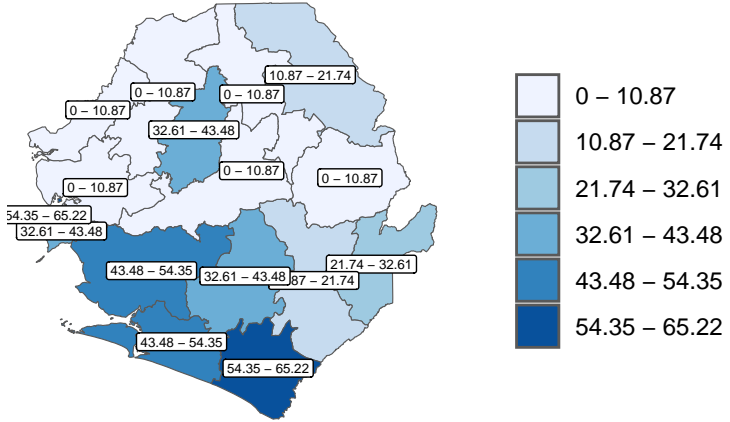 10.87 – 21.74
0 – 10.87
0 – 10.87
0 – 10.87
32.61 – 43.48
0 – 10.87
0 – 10.87
0 – 10.87
54.35 – 65.22
32.61 – 43.48
21.74 – 32.61
43.48 – 54.35
32.61 – 43.48
87 – 21.74
43.48 – 54.35
54.35 – 65.22
0 – 10.87
10.87 – 21.74
21.74 – 32.61
32.61 – 43.48
43.48 – 54.35
54.35 – 65.22